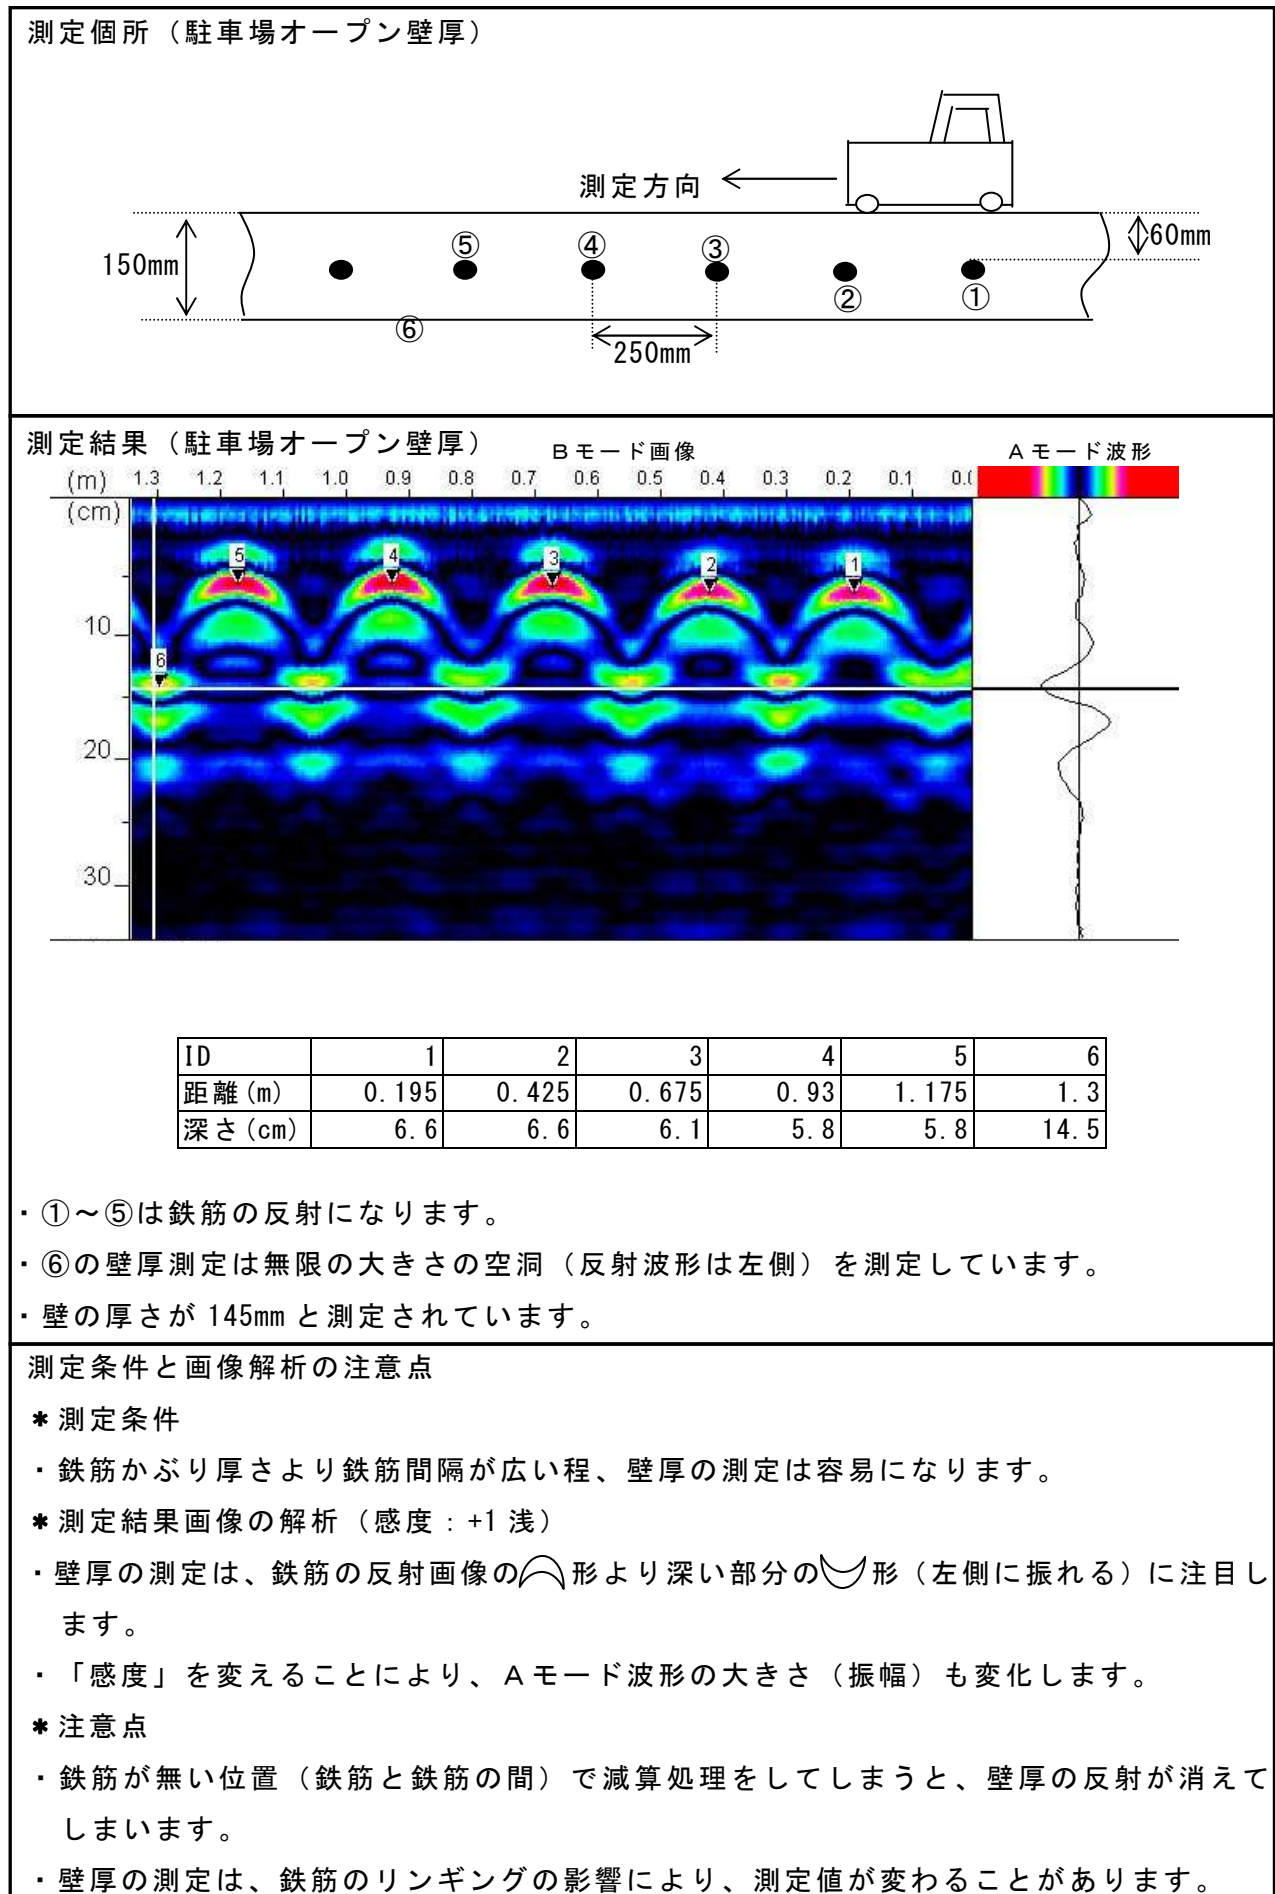 測定個所（駐車場オープン壁厚）
測定方向
150mm
60mm
⑤ ④ ③
② ①
⑥
250mm
測定結果（駐車場オープン壁厚）
Bモード画像
Aモード波形
(m) 1.3 1.2 1.1 1.0 0.9 0.8 0.7 0.6 0.5 0.4 0.3 0.2 0.1 0.0
(cm)
5 4 3 2 1
10
6
20
30
ID 1 2 3 4 5 6
距離(m) 0.195 0.425 0.675 0.93 1.175 1.3
深さ(cm) 6.6 6.6 6.1 5.8 5.8 14.5
・①～⑤は鉄筋の反射になります。
・⑥の壁厚測定は無限の大きさの空洞（反射波形は左側）を測定しています。
・壁の厚さが 145mm と測定されています。
測定条件と画像解析の注意点
＊測定条件
・鉄筋かぶり厚さより鉄筋間隔が広い程、壁厚の測定は容易になります。
＊測定結果画像の解析（感度：+1 浅）
・壁厚の測定は、鉄筋の反射画像の形より深い部分の形（左側に振れる）に注目し
ます。
・「感度」を変えることにより、Ａモード波形の大きさ（振幅）も変化します。
＊注意点
・鉄筋が無い位置（鉄筋と鉄筋の間）で減算処理をしてしまうと、壁厚の反射が消えて
しまいます。
・壁厚の測定は、鉄筋のリンギングの影響により、測定値が変わることがあります。